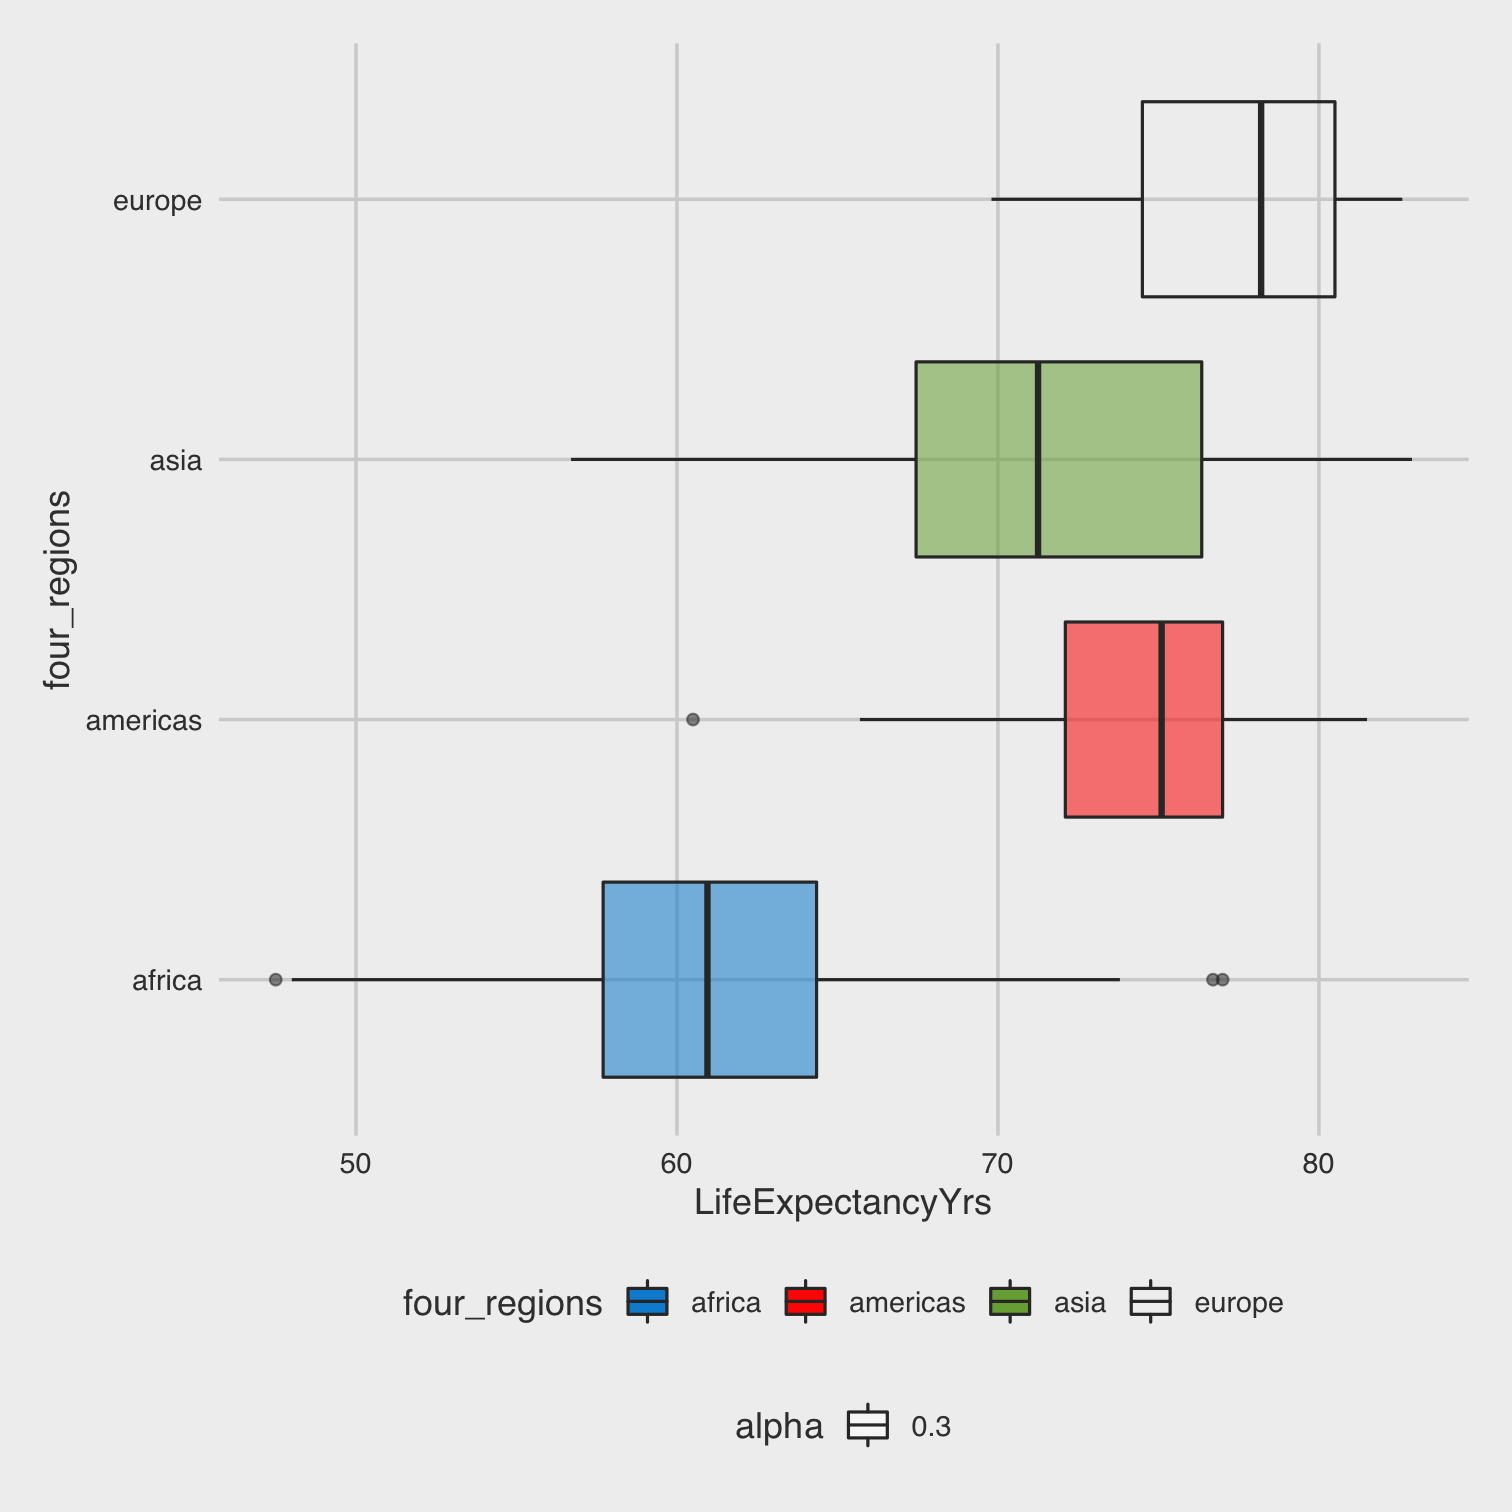 europe
asia
americas
africa
four_regions
50 60 70 80
LifeExpectancyYrs
four_regions africa americas asia europe
alpha 0.3